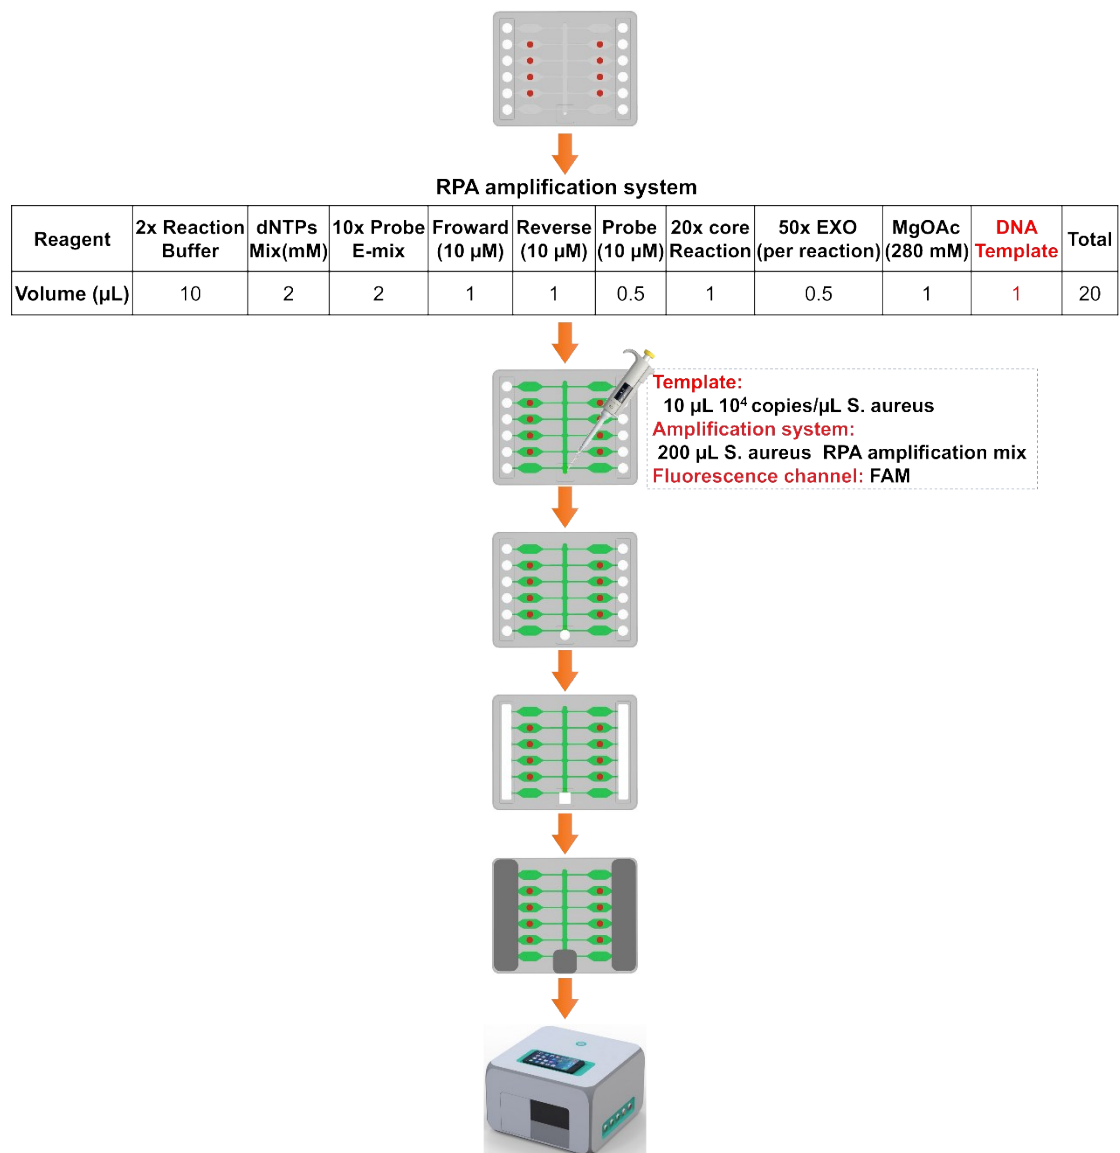 RPA amplification system
Reagent 2x Reaction Buffer dNTPs Mix(mM) 10x Probe E-mix Froward (10 µM) Reverse (10 µM) Probe (10 µM) 20x core Reaction 50x EXO (per reaction) MgOAc (280 mM) DNA Template Total
Volume (µL) 10 2 2 1 1 0.5 1 0.5 1 1 20
Template:
10 µL 10⁴ copies/µL S. aureus
Amplification system:
200 µL S. aureus RPA amplification mix
Fluorescence channel: FAM